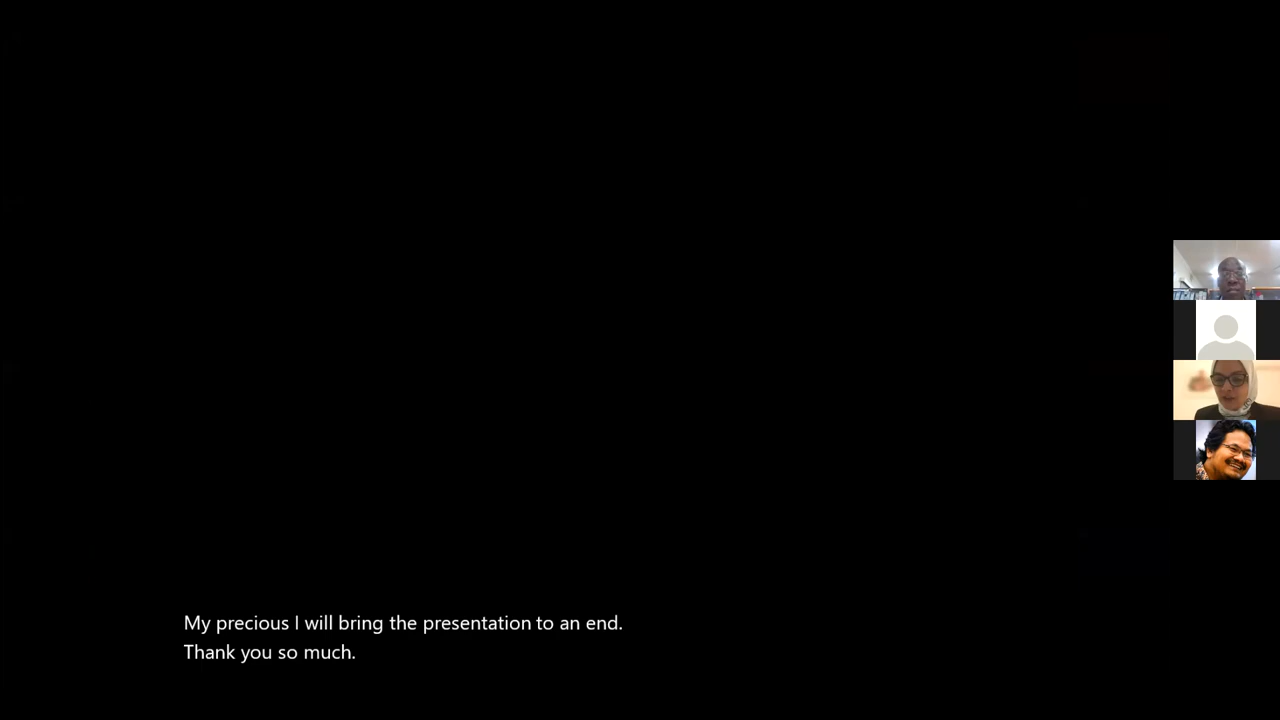 My precious I will bring the presentation to an end.
Thank you so much.